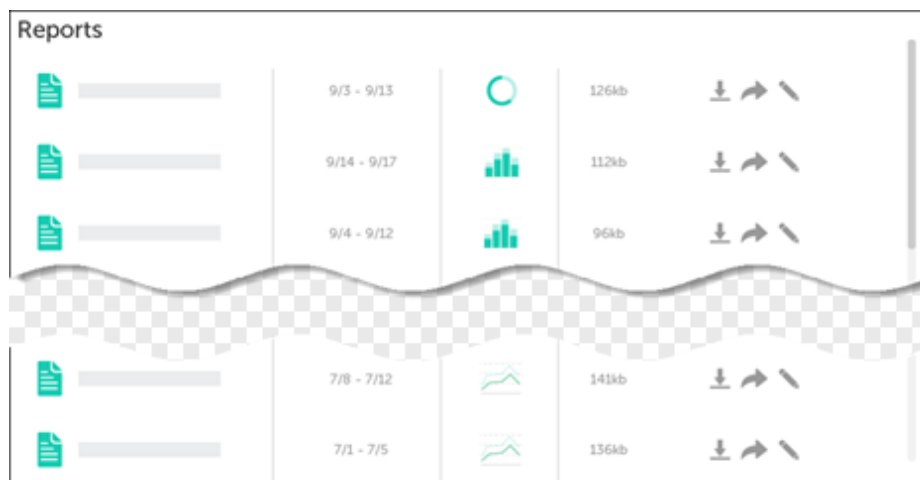 Reports
9/3 - 9/13 126kb
9/14 - 9/17 112kb
9/4 - 9/12 96kb
7/8 - 7/12 141kb
7/1 - 7/5 136kb